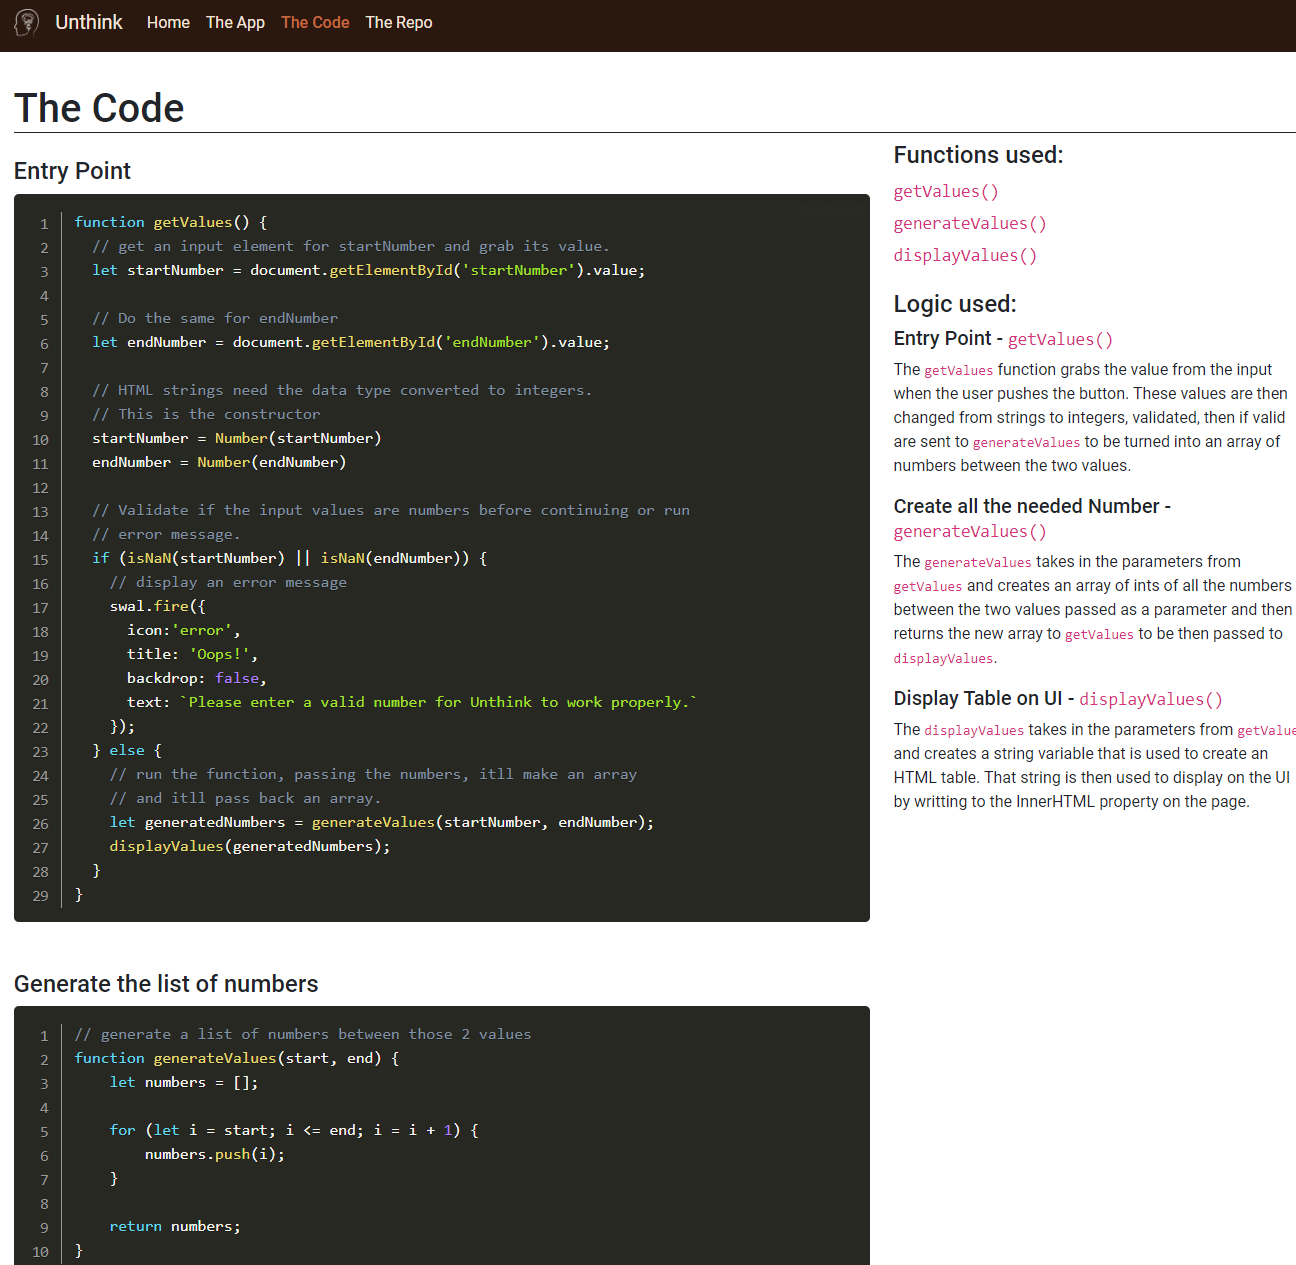 Unthink Home The App The Code The Repo
The Code
Entry Point
1 function getValues() {
2 // get an input element for startNumber and grab its value.
3 let startNumber = document.getElementById('startNumber').value;
4
5 // Do the same for endNumber
6 let endNumber = document.getElementById('endNumber').value;
7
8 // HTML strings need the data type converted to integers.
9 // This is the constructor
10 startNumber = Number(startNumber)
11 endNumber = Number(endNumber)
12
13 // Validate if the input values are numbers before continuing or run
14 // error message.
15 if (isNaN(startNumber) || isNaN(endNumber)) {
16 // display an error message
17 swal.fire({
18 icon:'error',
19 title: 'Oops!',
20 backdrop: false,
21 text: `Please enter a valid number for Unthink to work properly.`
22 });
23 } else {
24 // run the function, passing the numbers, itll make an array
25 // and itll pass back an array.
26 let generatedNumbers = generateValues(startNumber, endNumber);
27 displayValues(generatedNumbers);
28 }
29 }
Generate the list of numbers
1 // generate a list of numbers between those 2 values
2 function generateValues(start, end) {
3 let numbers = [];
4
5 for (let i = start; i <= end; i = i + 1) {
6 numbers.push(i);
7 }
8
9 return numbers;
10 }
Functions used:
getValues()
generateValues()
displayValues()
Logic used:
Entry Point - getValues()
The getValues function grabs the value from the input
when the user pushes the button. These values are then
changed from strings to integers, validated, then if valid
are sent to generateValues to be turned into an array of
numbers between the two values.
Create all the needed Number -
generateValues()
The generateValues takes in the parameters from
getValues and creates an array of ints of all the numbers
between the two values passed as a parameter and then
returns the new array to getValues to be then passed to
displayValues.
Display Table on UI - displayValues()
The displayValues takes in the parameters from getValue
and creates a string variable that is used to create an
HTML table. That string is then used to display on the UI
by writting to the InnerHTML property on the page.